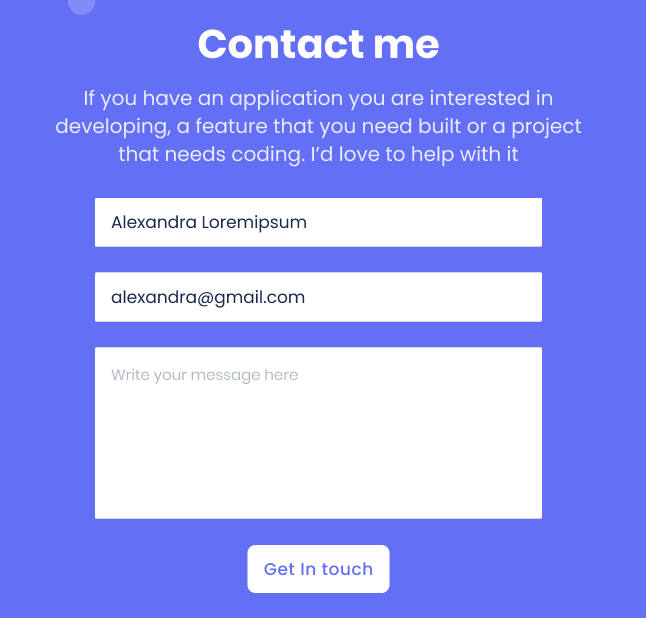 Contact me
If you have an application you are interested in
developing, a feature that you need built or a project
that needs coding. I’d love to help with it
Alexandra Loremipsum
alexandra@gmail.com
Write your message here
Get In touch